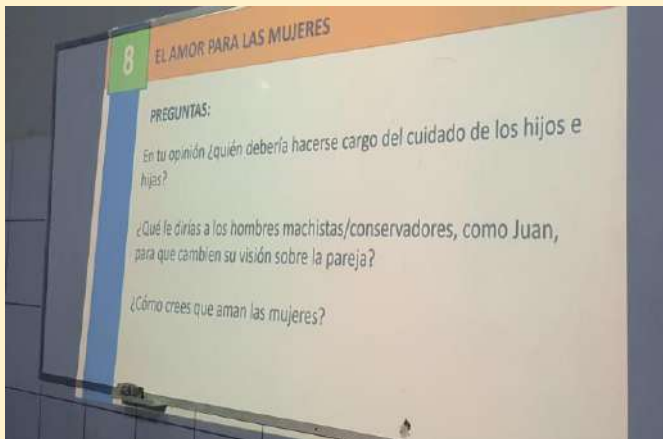 8
EL AMOR PARA LAS MUJERES
PREGUNTAS:
En tu opinión ¿quién debería hacerse cargo del cuidado de los hijos e
hijas?
¿Qué le dirías a los hombres machistas/conservadores, como Juan,
para que cambien su visión sobre la pareja?
¿Cómo crees que aman las mujeres?